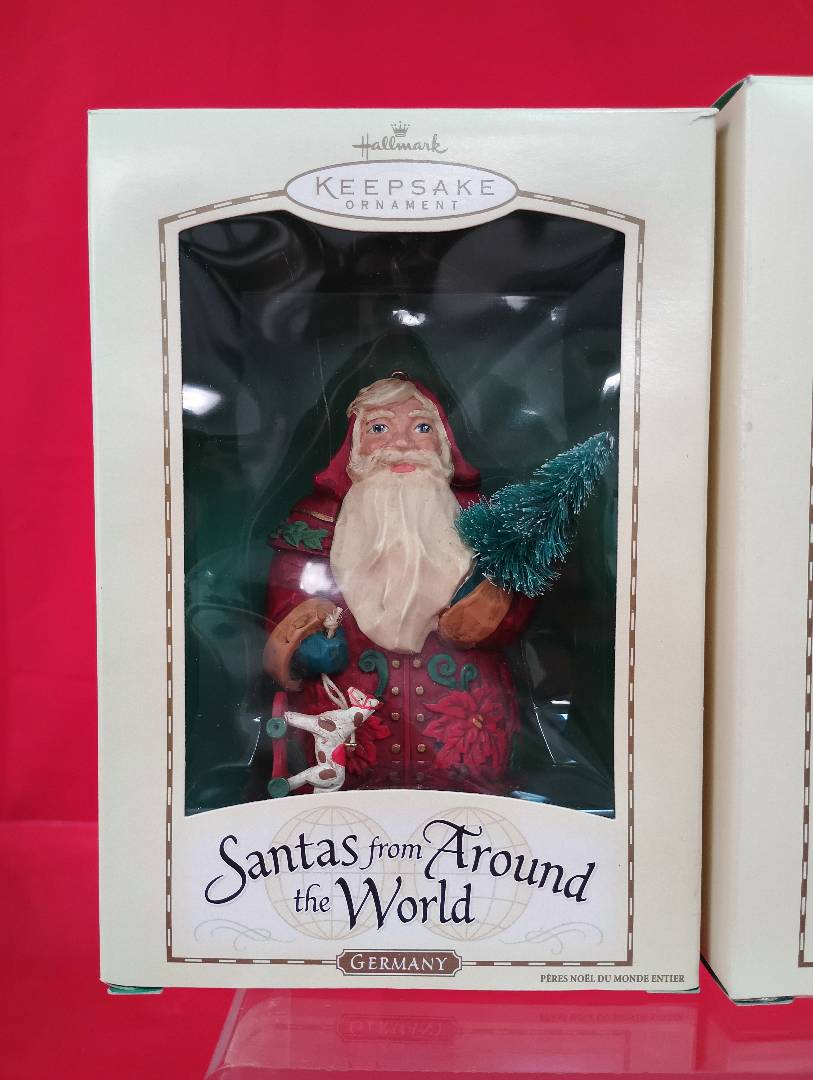 Hallmark
KEEPSAKE
ORNAMENT
Santas from Around
the World
GERMANY
PÈRES NOËL DU MONDE ENTIER